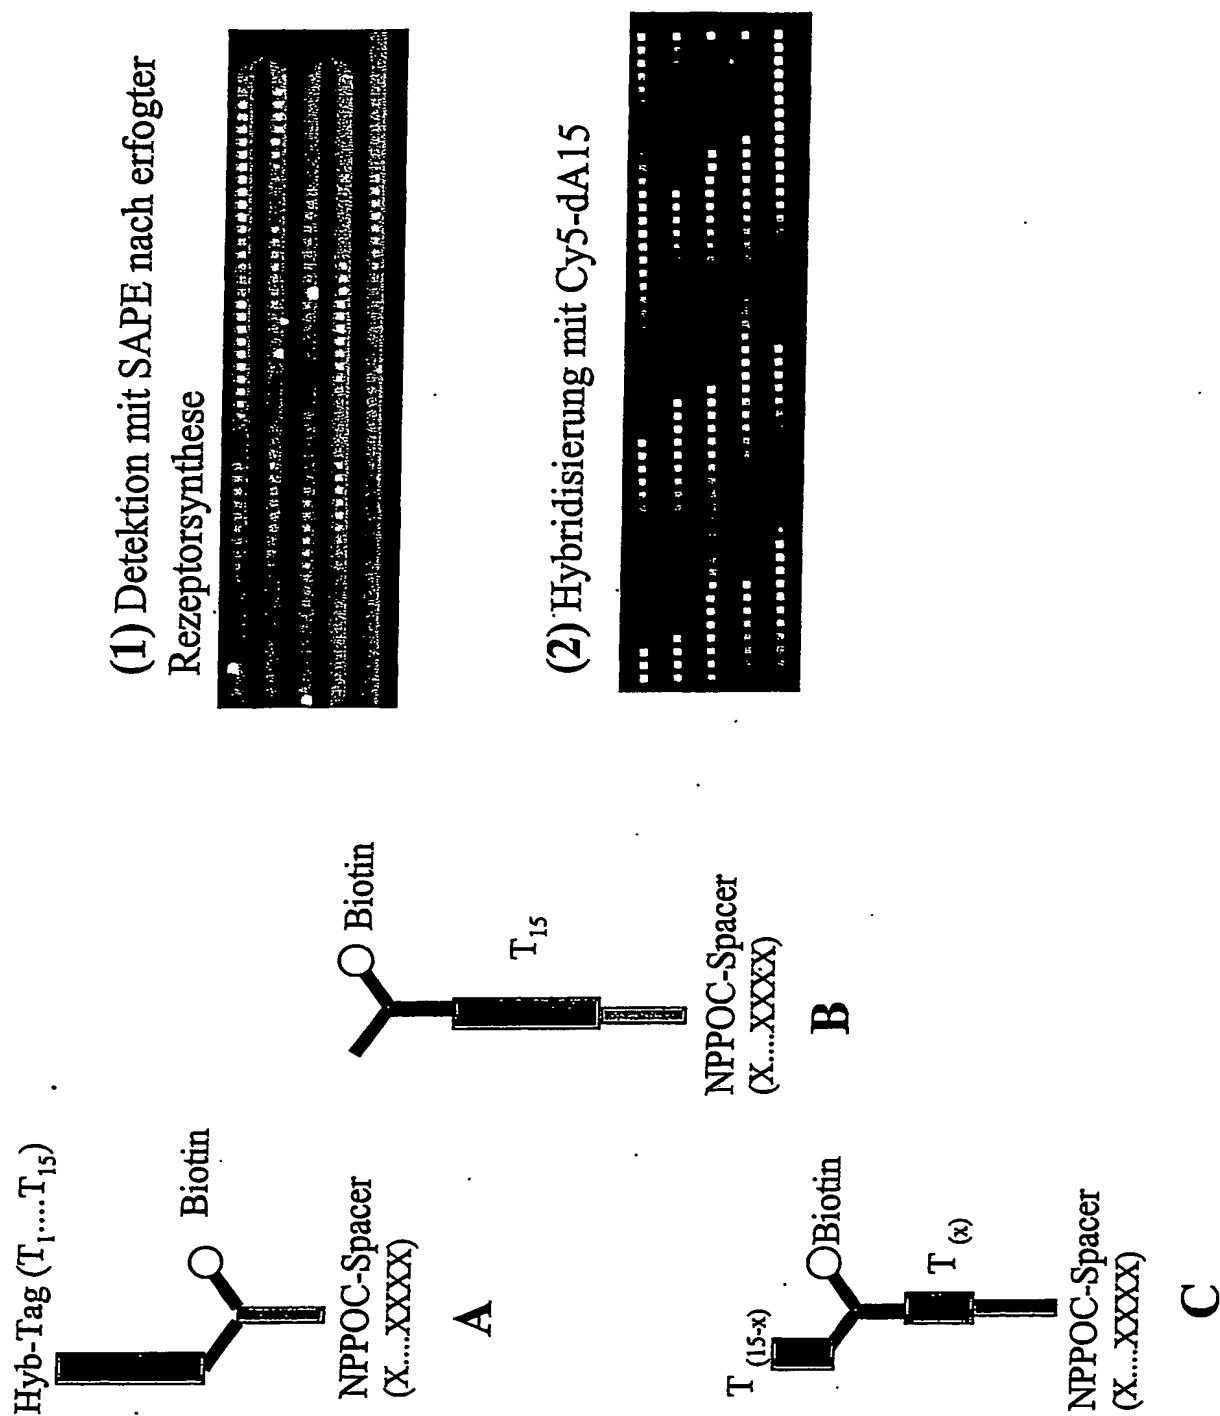 Hyb-Tag (T1....T15)
Biotin
NPPOC-Spacer
(X....XXXX)
A
Biotin
T15
NPPOC-Spacer
(X....XXXX)
B
T (15-x)
Biotin
T (x)
NPPOC-Spacer
(X....XXXX)
C
(1) Detektion mit SAPE nach erfogter
Rezeptorsynthese
(2) Hybridisierung mit Cy5-dA15